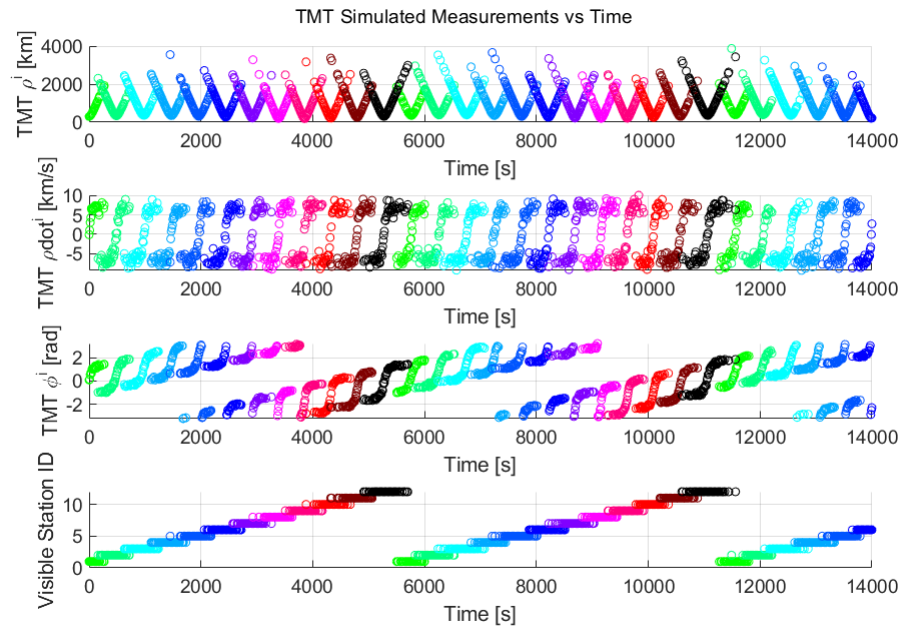 TMT Simulated Measurements vs Time
TMT ρ^i [km]
4000
2000
0
0 2000 4000 6000 8000 10000 12000 14000
Time [s]
TMT ρdot^i [km/s]
10
5
0
-5
0 2000 4000 6000 8000 10000 12000 14000
Time [s]
TMT ϕ^i [rad]
2
0
-2
0 2000 4000 6000 8000 10000 12000 14000
Time [s]
Visible Station ID
10
5
0
0 2000 4000 6000 8000 10000 12000 14000
Time [s]